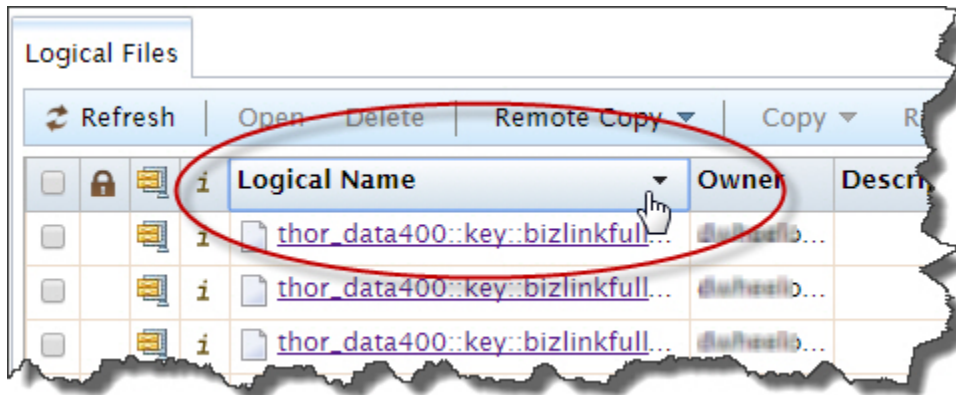 Logical Files
Refresh Open Delete Remote Copy Copy
i Logical Name Owner
i thor_data400::key::bizlinkfull...
i thor_data400::key::bizlinkfull...
i thor_data400::key::bizlinkfull...